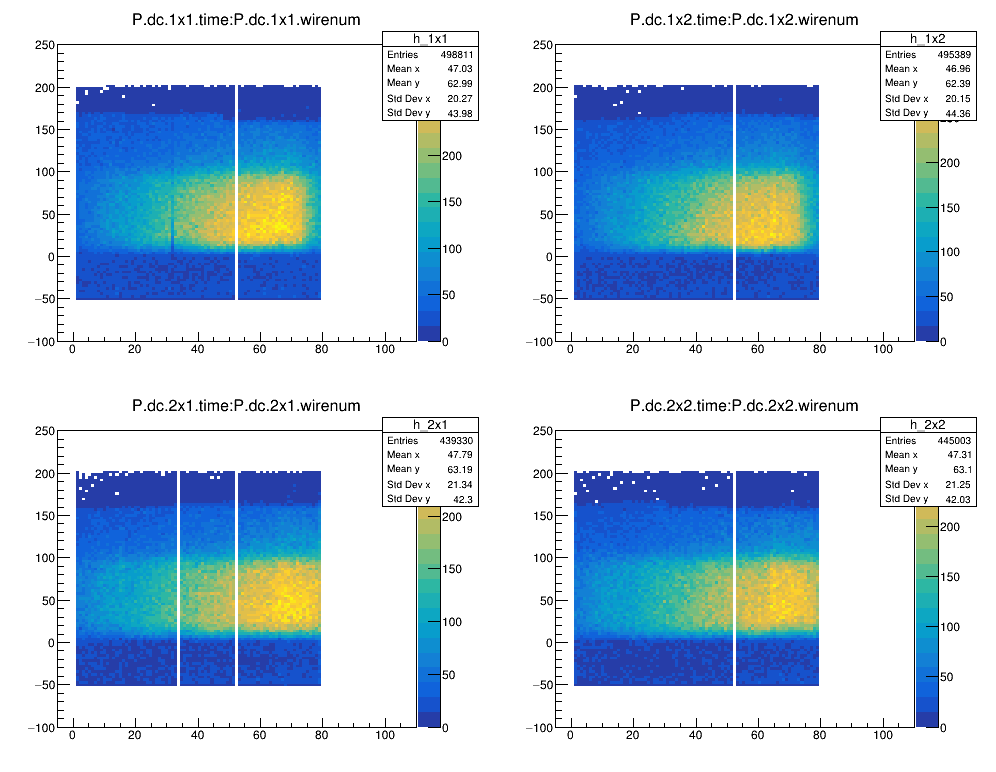 P.dc.1x1.time:P.dc.1x1.wirenum
h_1x1
Entries 498811
Mean x 47.03
Mean y 62.99
Std Dev x 20.27
Std Dev y 43.98
250
200
150
100
50
0
−50
−100
0 20 40 60 80 100
200
150
100
50
0
P.dc.1x2.time:P.dc.1x2.wirenum
h_1x2
Entries 495389
Mean x 46.96
Mean y 62.39
Std Dev x 20.15
Std Dev y 44.36
250
200
150
100
50
0
−50
−100
0 20 40 60 80 100
200
150
100
50
0
P.dc.2x1.time:P.dc.2x1.wirenum
h_2x1
Entries 439330
Mean x 47.79
Mean y 63.19
Std Dev x 21.34
Std Dev y 42.3
250
200
150
100
50
0
−50
−100
0 20 40 60 80 100
200
150
100
50
0
P.dc.2x2.time:P.dc.2x2.wirenum
h_2x2
Entries 445003
Mean x 47.31
Mean y 63.1
Std Dev x 21.25
Std Dev y 42.03
250
200
150
100
50
0
−50
−100
0 20 40 60 80 100
200
150
100
50
0